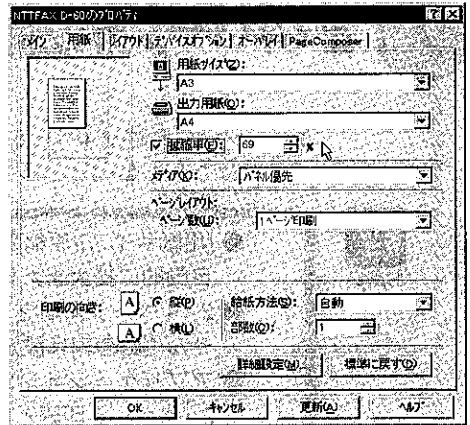 NTTFAX D-60のプロパティ
メイン 用紙 レイアウト デバイスオプション オーバレイ PageComposer
用紙サイズ(Z):
A3
出力用紙(O):
A4
拡縮率(E): 69 %
メディア(K): パネル優先
ページレイアウト:
ページ数(U): 1ページモ印刷
印刷の向き: A 縦(P) 給紙方法(S): 自動
A 横(L) 部数(C): 1
詳細設定(M) 標準に戻す(D)
OK キャンセル 更新(A) ヘルプ